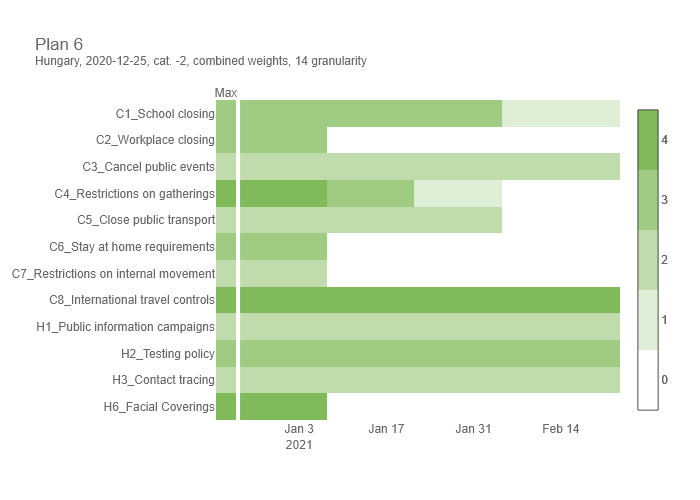 Plan 6
Hungary, 2020-12-25, cat. -2, combined weights, 14 granularity
Max
C1_School closing
C2_Workplace closing
C3_Cancel public events
C4_Restrictions on gatherings
C5_Close public transport
C6_Stay at home requirements
C7_Restrictions on internal movement
C8_International travel controls
H1_Public information campaigns
H2_Testing policy
H3_Contact tracing
H6_Facial Coverings
Jan 3 Jan 17 Jan 31 Feb 14
2021
4
3
2
1
0